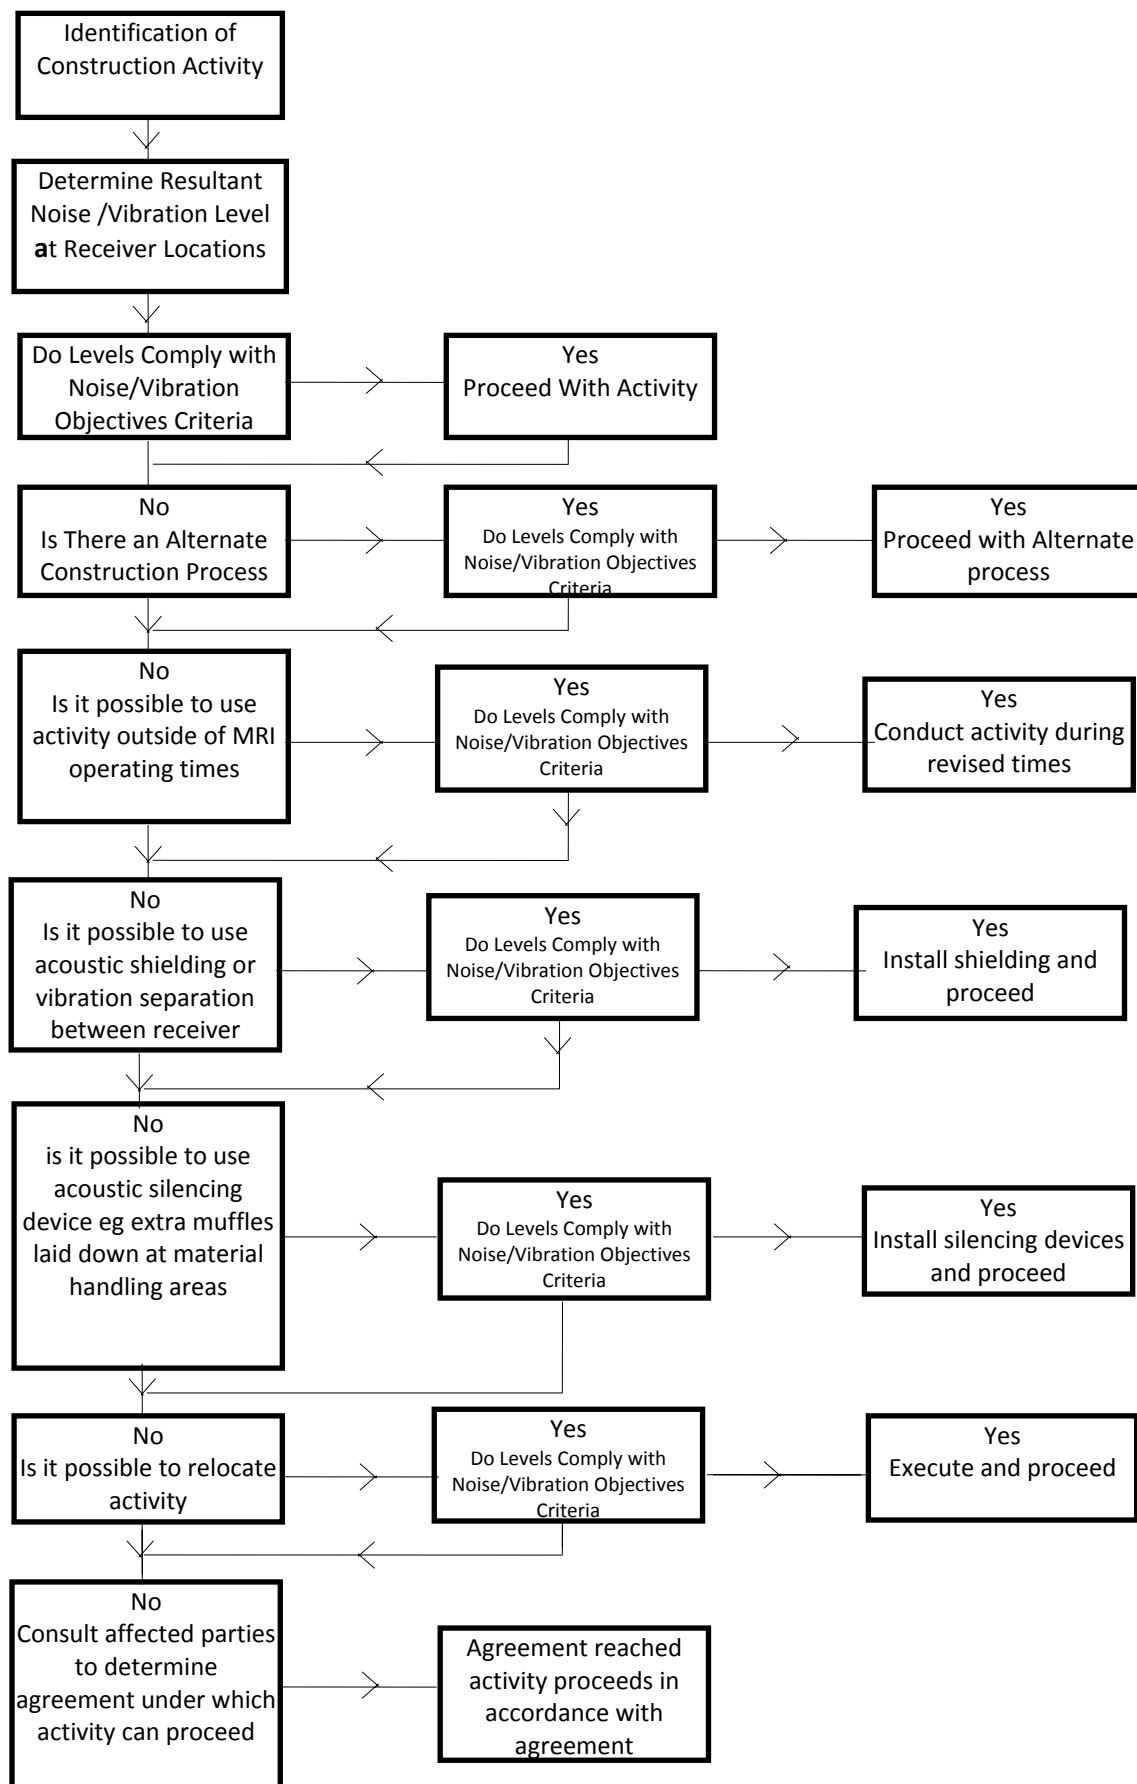 Identification of
Construction Activity
Determine Resultant
Noise /Vibration Level
at Receiver Locations
Do Levels Comply with
Noise/Vibration
Objectives Criteria
Yes
Proceed With Activity
No
Is There an Alternate
Construction Process
Yes
Do Levels Comply with
Noise/Vibration Objectives
Criteria
Yes
Proceed with Alternate
process
No
Is it possible to use
activity outside of MRI
operating times
Yes
Do Levels Comply with
Noise/Vibration Objectives
Criteria
Yes
Conduct activity during
revised times
No
Is it possible to use
acoustic shielding or
vibration separation
between receiver
Yes
Do Levels Comply with
Noise/Vibration Objectives
Criteria
Yes
Install shielding and
proceed
No
is it possible to use
acoustic silencing
device eg extra muffles
laid down at material
handling areas
Yes
Do Levels Comply with
Noise/Vibration Objectives
Criteria
Yes
Install silencing devices
and proceed
No
Is it possible to relocate
activity
Yes
Do Levels Comply with
Noise/Vibration Objectives
Criteria
Yes
Execute and proceed
No
Consult affected parties
to determine
agreement under which
activity can proceed
Agreement reached
activity proceeds in
accordance with
agreement